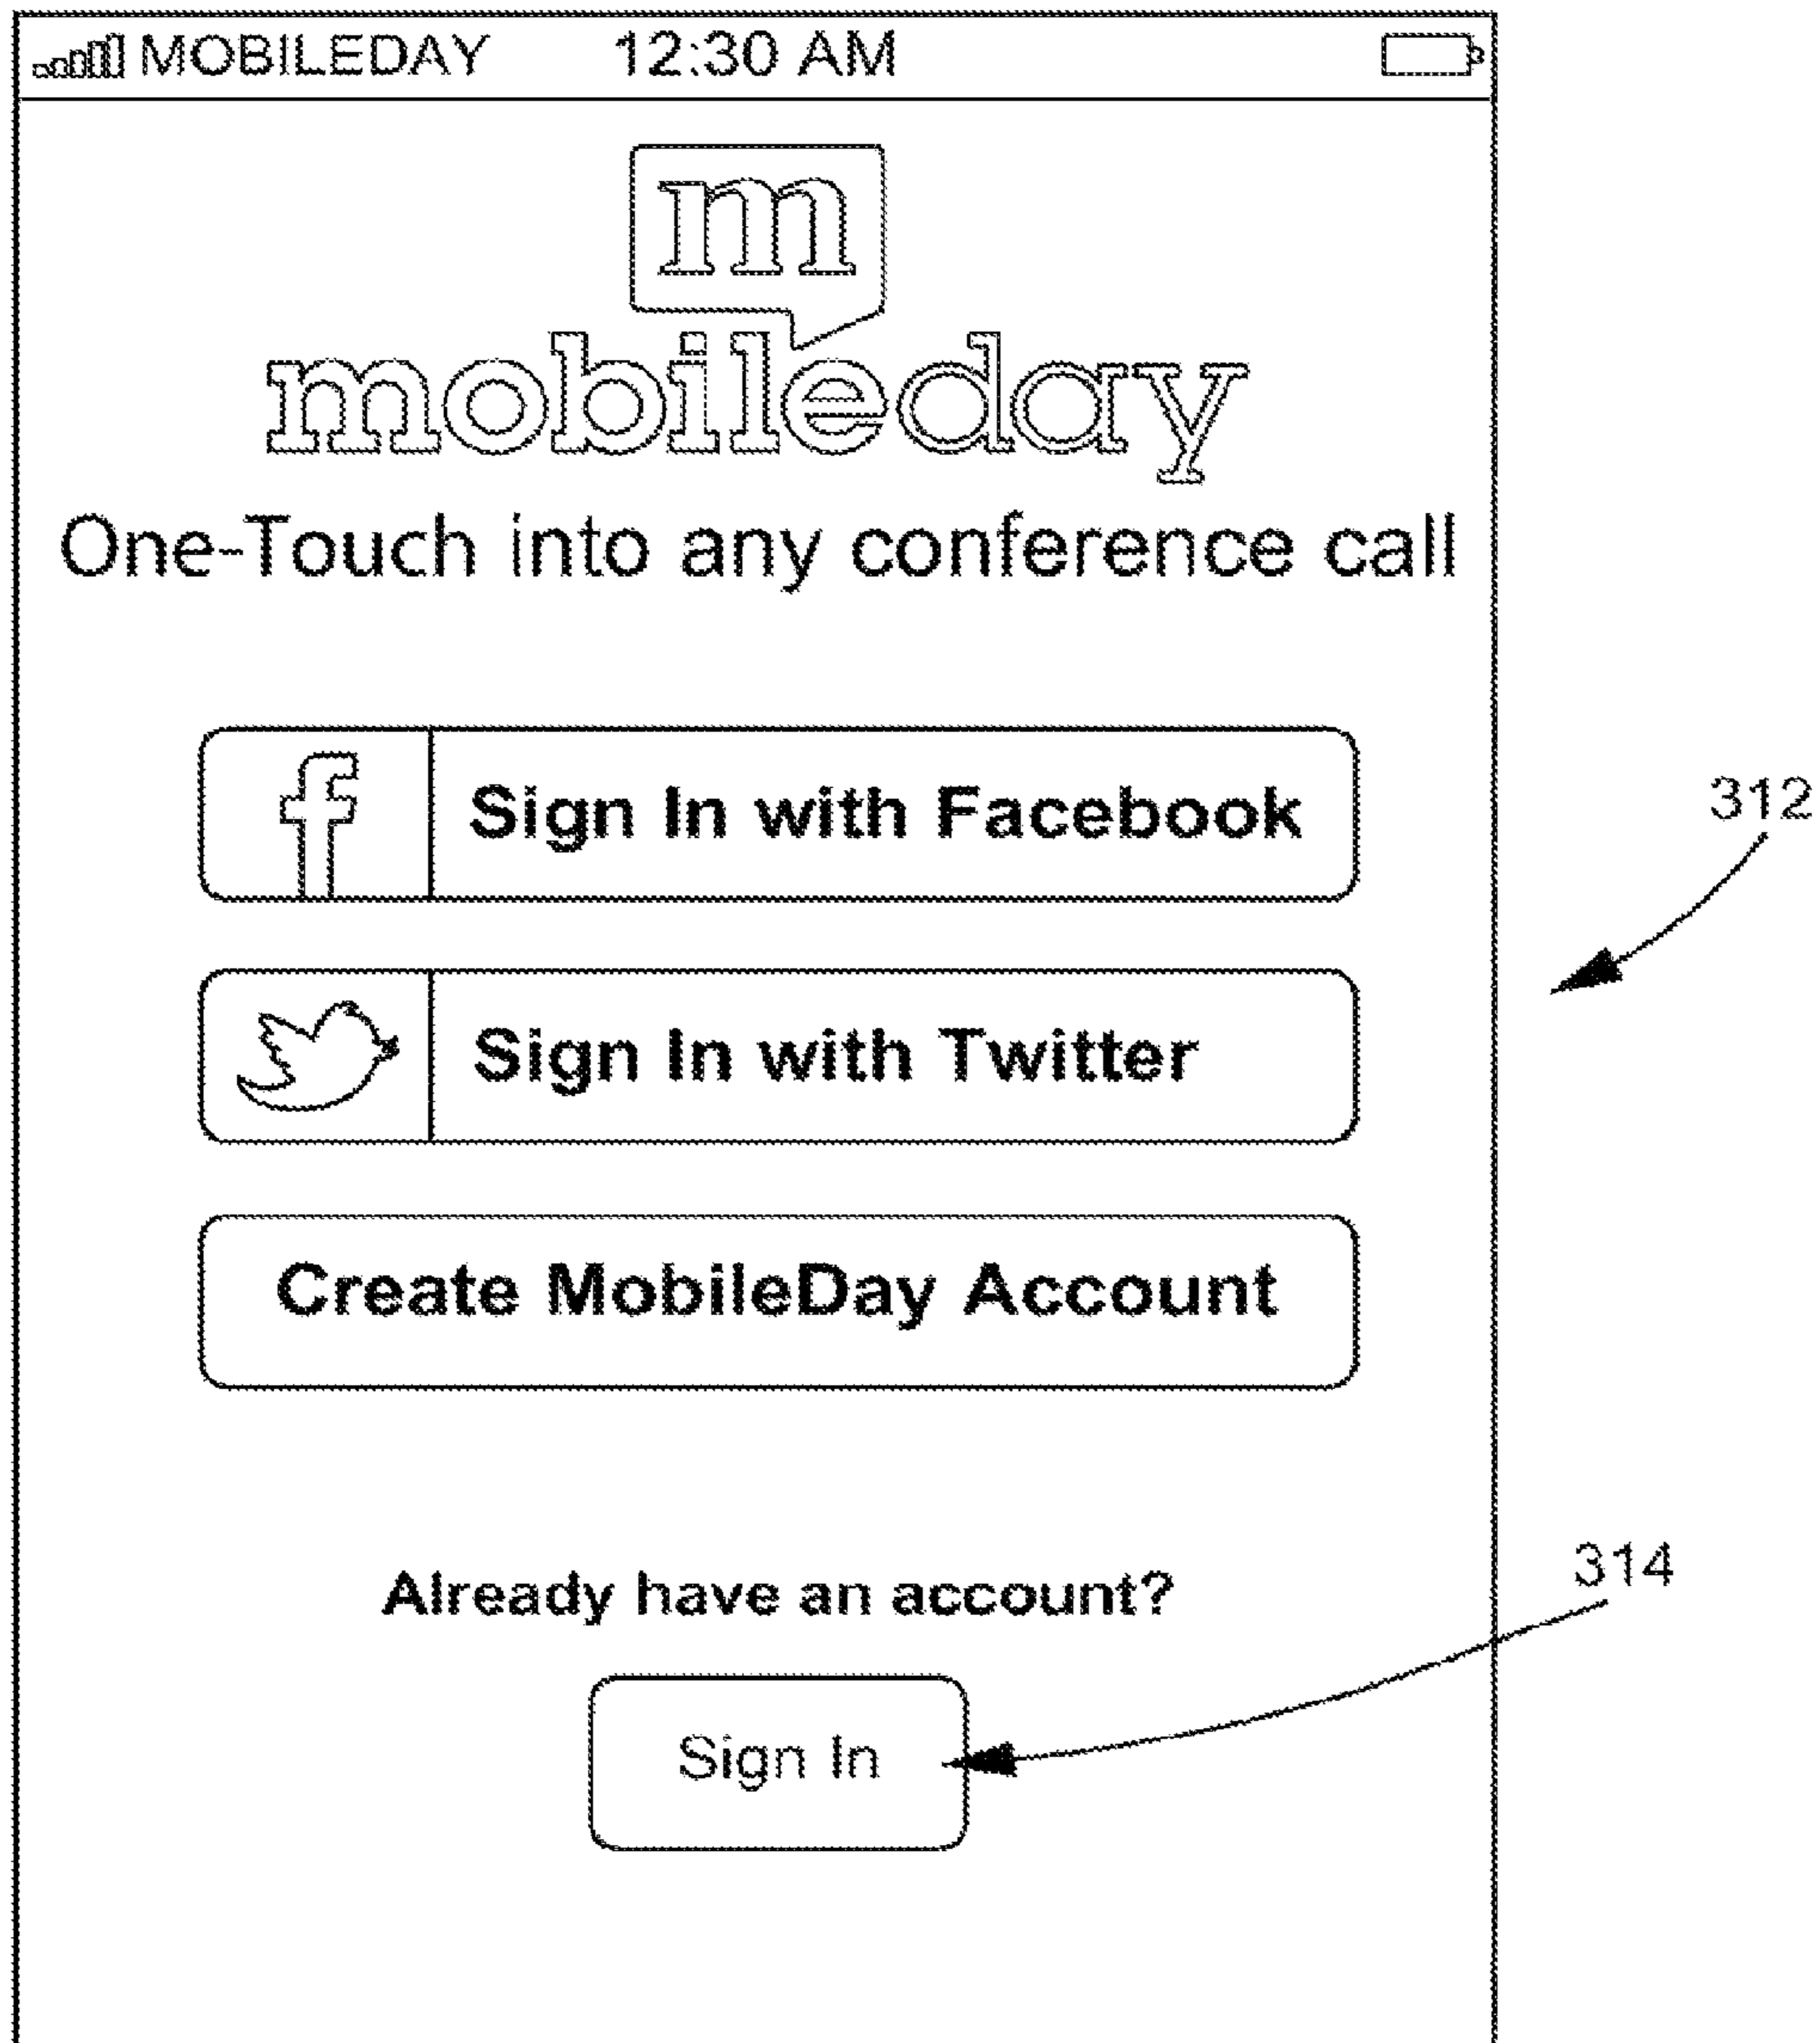 MOBILEDAY 12:30 AM
m
mobileday
One-Touch into any conference call
f Sign In with Facebook
312
Sign In with Twitter
Create MobileDay Account
Already have an account?
314
Sign In